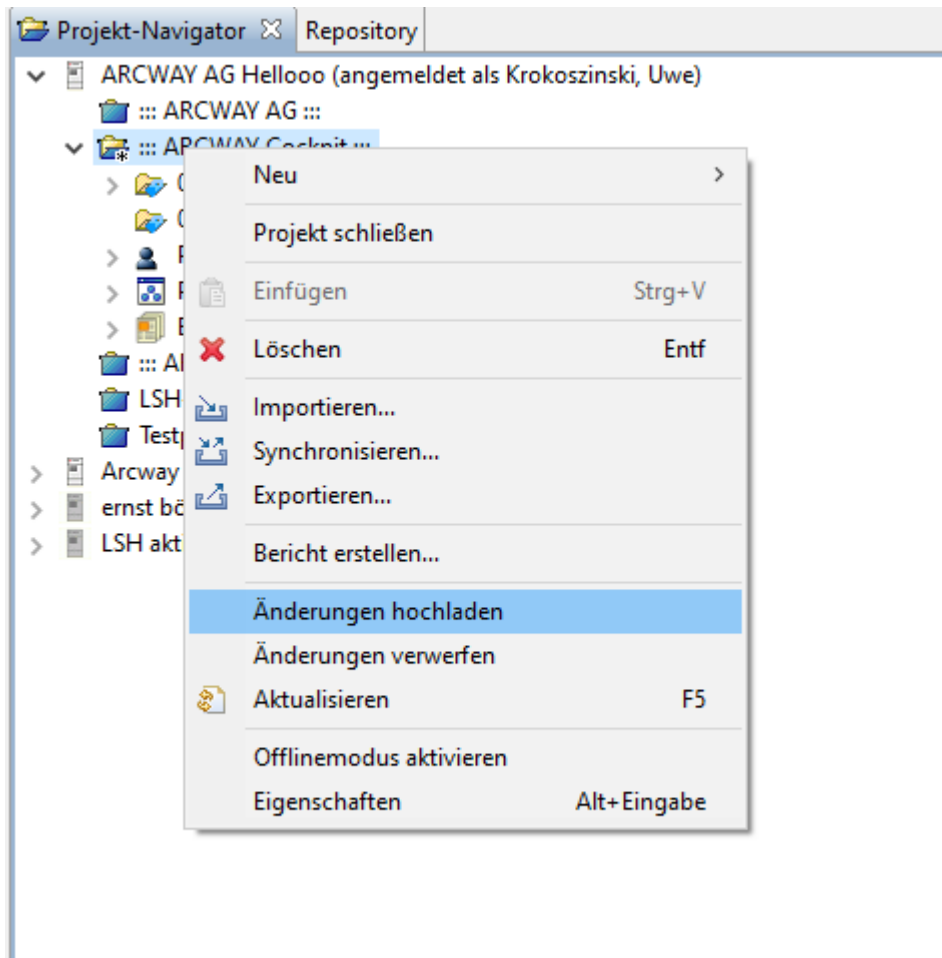 Projekt-Navigator Repository
ARCWAY AG Hellooo (angemeldet als Krokoszinski, Uwe)
::: ARCWAY AG :::
::: ARCWAY Cockpit :::
Neu
Projekt schließen
Einfügen Strg+V
Löschen Entf
LSH
Importieren...
Synchronisieren...
Arcway
Exportieren...
ernst
LSH
Bericht erstellen...
Änderungen hochladen
Änderungen verwerfen
Aktualisieren F5
Offlinemodus aktivieren
Eigenschaften Alt+Eingabe